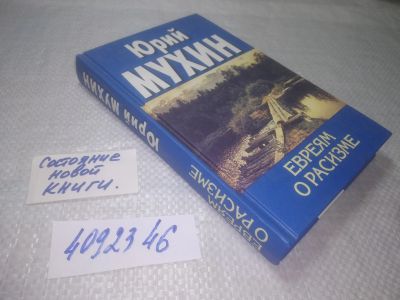 Юрий
МУХИН
ЕВРЕЯМ
О РАСИЗМЕ
Юрий МУХИН
ЕВРЕЯМ
О РАСИЗМЕ
Состояние
новой
книги.
4092346